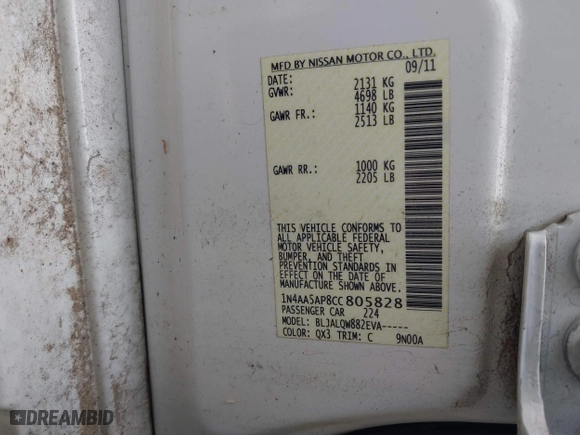 MFD BY NISSAN MOTOR CO., LTD.
DATE: 09/11
GVWR: 2131 KG
4698 LB
GAWR FR.: 1140 KG
2513 LB
GAWR RR.: 1000 KG
2205 LB
THIS VEHICLE CONFORMS TO
ALL APPLICABLE FEDERAL
MOTOR VEHICLE SAFETY,
BUMPER, AND THEFT
PREVENTION STANDARDS IN
EFFECT ON THE DATE OF
MANUFACTURE SHOWN ABOVE.
1N4AA5AP8CC805828
PASSENGER CAR 224
MODEL: BLJALQW882EVA-----
COLOR: QX3 TRIM: C 9N00A
DREAMBID